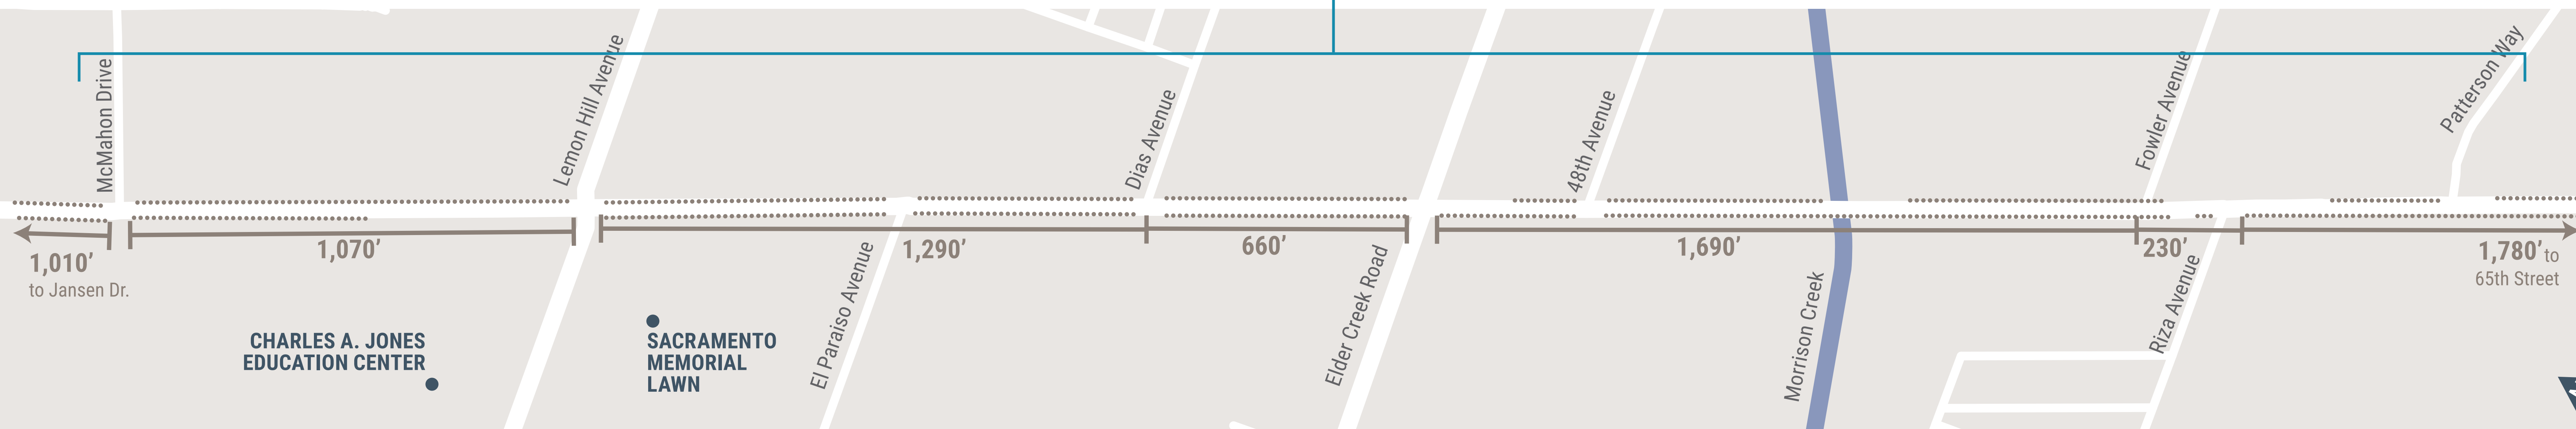 McMahon Drive
Lemon Hill Avenue
Dias Avenue
48th Avenue
Fowler Avenue
Patterson Way
1,010’
to Jansen Dr.
1,070’
1,290’
660’
1,690’
230’
1,780’ to
65th Street
El Paraiso Avenue
Elder Creek Road
Morrison Creek
Riza Avenue
CHARLES A. JONES
EDUCATION CENTER
SACRAMENTO
MEMORIAL
LAWN